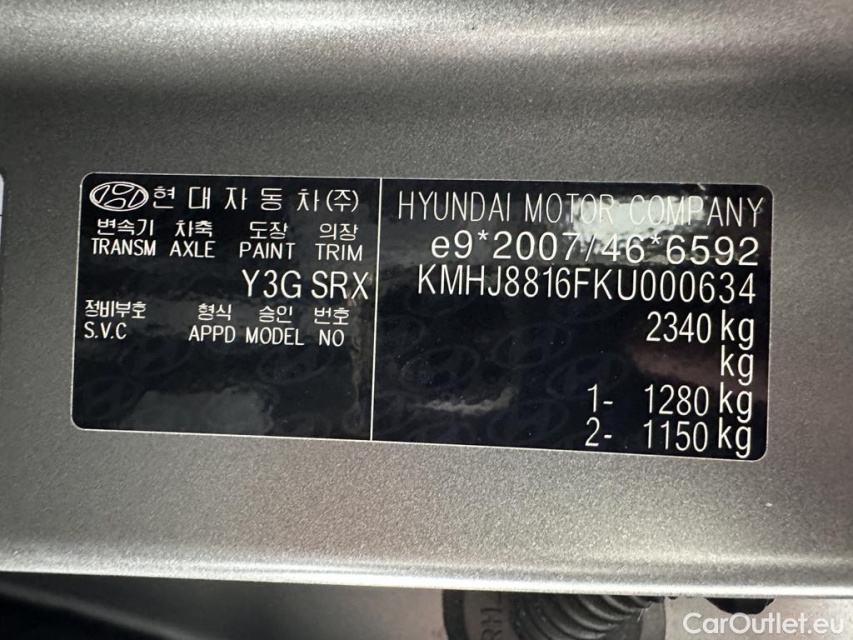 현대자동차(주)
변속기 차축 도장 의장
TRANSM AXLE PAINT TRIM
Y3G SRX
정비부호 형식 승인 번호
S.V.C APPD MODEL NO
HYUNDAI MOTOR COMPANY
e9*2007/46*6592
KMHJ8816FKU000634
2340 kg
kg
1- 1280 kg
2- 1150 kg
RH
CarOutlet.eu